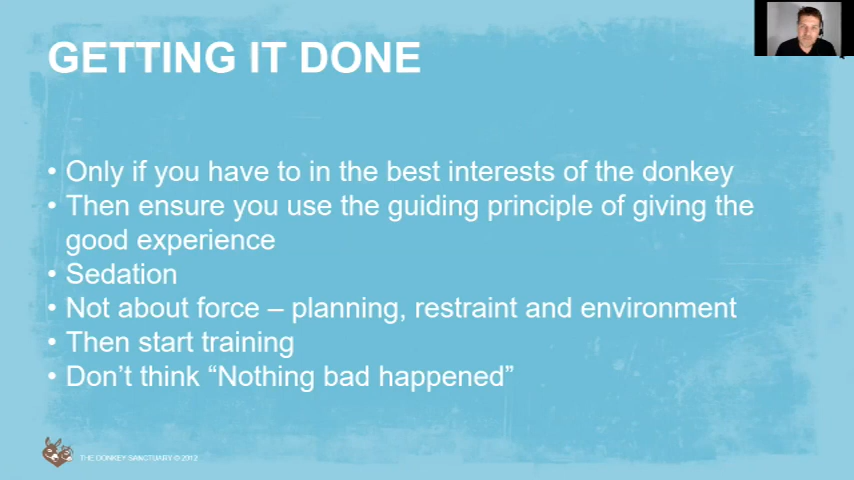 GETTING IT DONE
• Only if you have to in the best interests of the donkey
• Then ensure you use the guiding principle of giving the
good experience
• Sedation
• Not about force – planning, restraint and environment
• Then start training
• Don’t think “Nothing bad happened”
THE DONKEY SANCTUARY © 2012